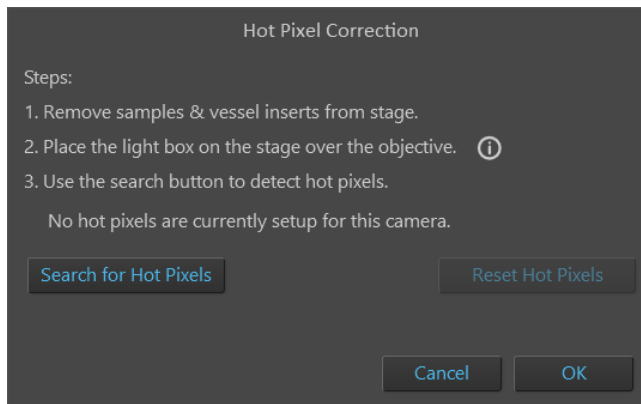 Hot Pixel Correction
Steps:
1. Remove samples & vessel inserts from stage.
2. Place the light box on the stage over the objective.
3. Use the search button to detect hot pixels.
No hot pixels are currently setup for this camera.
Search for Hot Pixels
Reset Hot Pixels
Cancel
OK